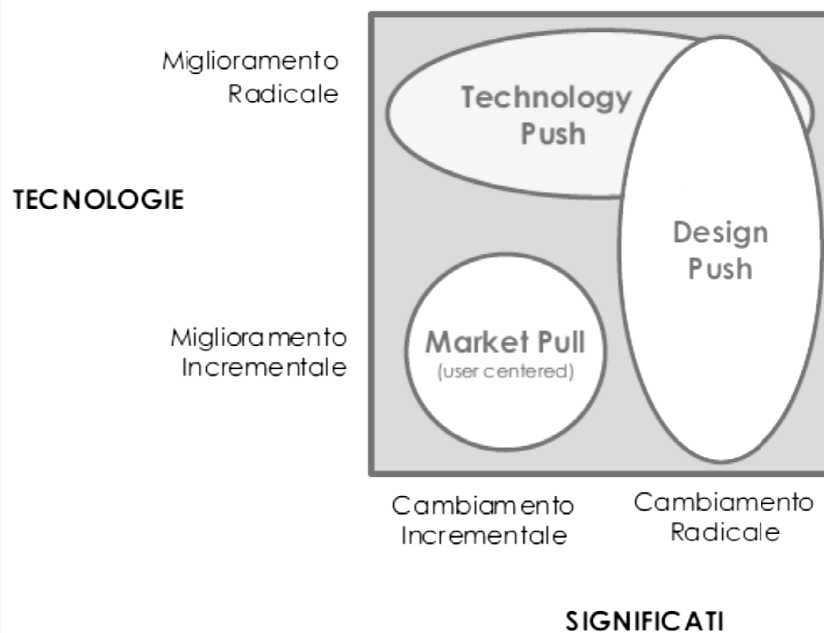 Miglioramento
Radicale
Technology
Push
TECNOLOGIE
Design
Push
Miglioramento
Incrementale
Market Pull
(user centered)
Cambiamento
Incrementale
Cambiamento
Radicale
SIGNIFICATI